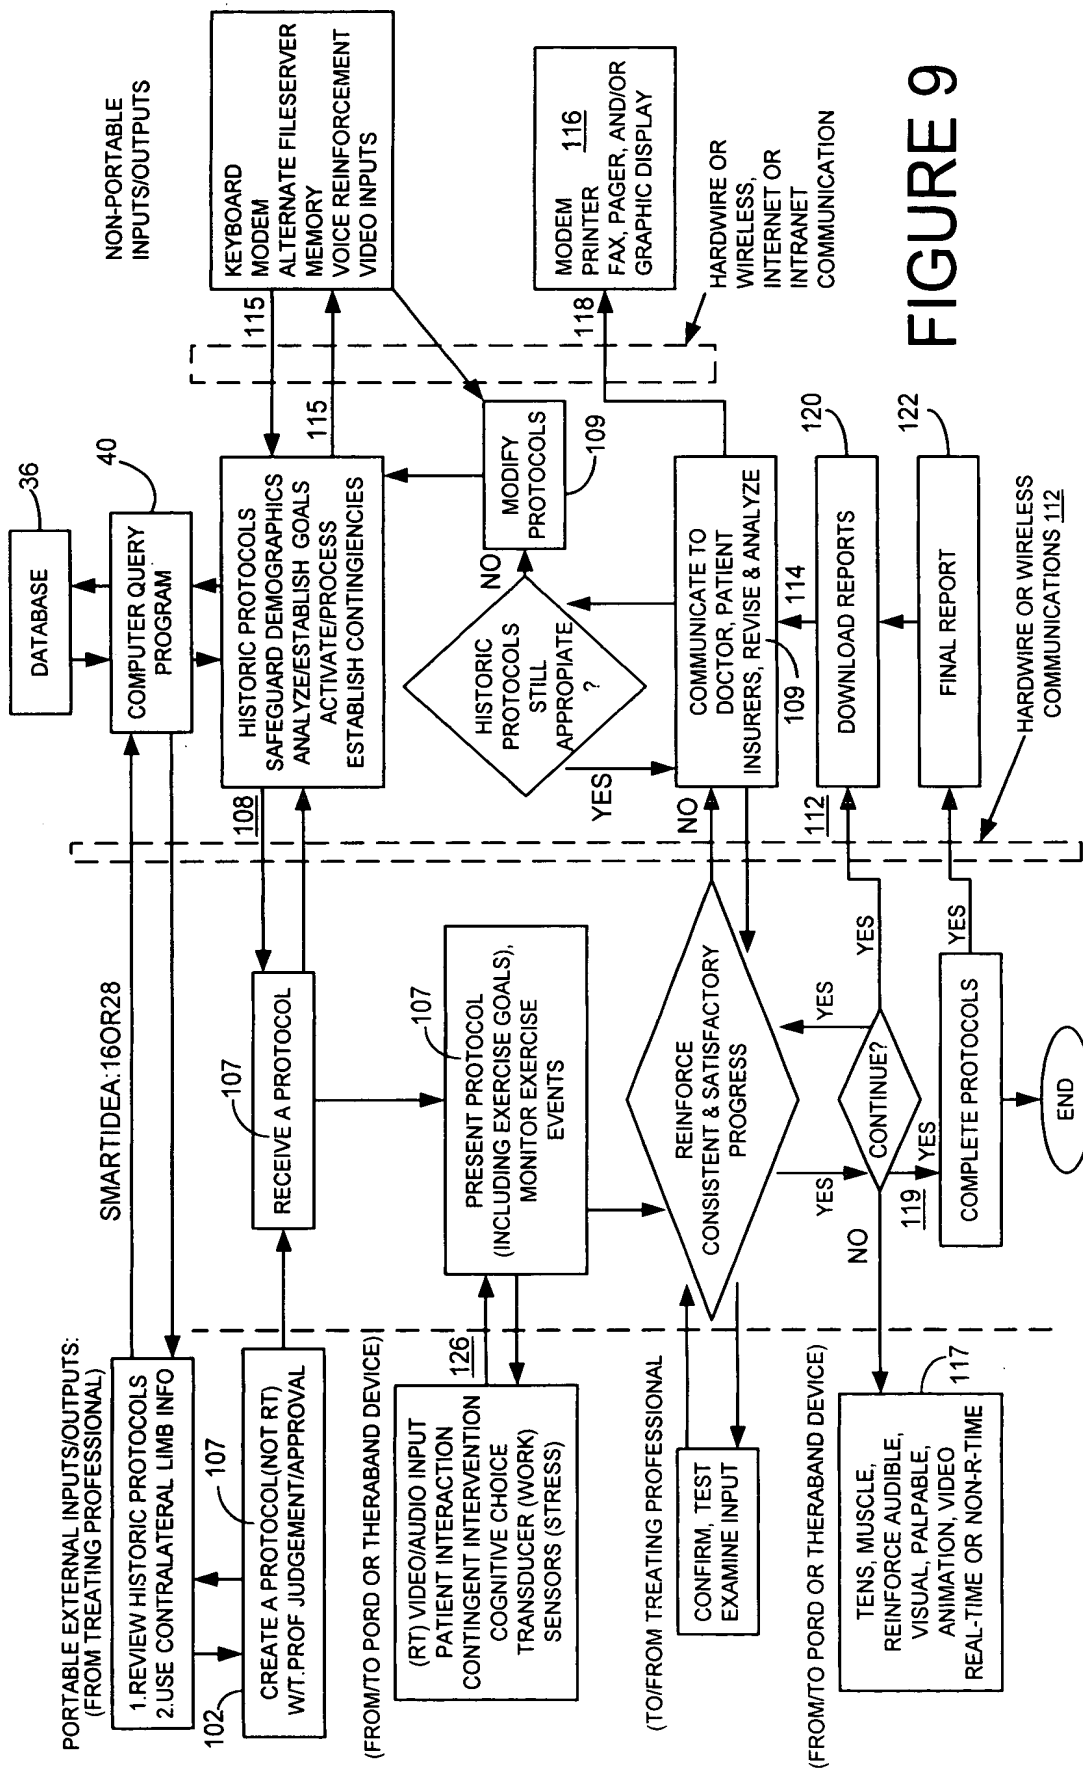 PORTABLE EXTERNAL INPUTS/OUTPUTS:
(FROM TREATING PROFESSIONAL)
1.REVIEW HISTORIC PROTOCOLS
2.USE CONTRALATERAL LIMB INFO
102
107
CREATE A PROTOCOL(NOT RT)
W/T.PROF JUDGEMENT/APPROVAL
(FROM/TO PORD OR THERABAND DEVICE)
(RT) VIDEO/AUDIO INPUT
PATIENT INTERACTION
CONTINGENT INTERVENTION
COGNITIVE CHOICE
TRANSDUCER (WORK)
SENSORS (STRESS)
126
(TO/FROM TREATING PROFESSIONAL
CONFIRM, TEST
EXAMINE INPUT
(FROM/TO PORD OR THERABAND DEVICE)
TENS, MUSCLE,
REINFORCE AUDIBLE,
VISUAL, PALPABLE,
ANIMATION, VIDEO
REAL-TIME OR NON-R-TIME
117
SMARTIDEA:16OR28
107
RECEIVE A PROTOCOL
107
PRESENT PROTOCOL
(INCLUDING EXERCISE GOALS),
MONITOR EXERCISE
EVENTS
REINFORCE
CONSISTENT & SATISFACTORY
PROGRESS
YES
YES
CONTINUE?
NO
119
YES
YES
COMPLETE PROTOCOLS
YES
END
36
DATABASE
40
COMPUTER QUERY
PROGRAM
108
HISTORIC PROTOCOLS
SAFEGUARD DEMOGRAPHICS
ANALYZE/ESTABLISH GOALS
ACTIVATE/PROCESS
ESTABLISH CONTINGIENCIES
115
115
HISTORIC
PROTOCOLS
STILL
APPROPIATE
?
NO
YES
MODIFY
PROTOCOLS
109
NO
COMMUNICATE TO
DOCTOR, PATIENT
INSURERS, REVISE & ANALYZE
109
114
112
DOWNLOAD REPORTS
120
FINAL REPORT
122
HARDWIRE OR WIRELESS
COMMUNICATIONS 112
NON-PORTABLE
INPUTS/OUTPUTS
KEYBOARD
MODEM
ALTERNATE FILESERVER
MEMORY
VOICE REINFORCEMENT
VIDEO INPUTS
118
MODEM
PRINTER 116
FAX, PAGER, AND/OR
GRAPHIC DISPLAY
HARDWIRE OR
WIRELESS,
INTERNET OR
INTRANET
COMMUNICATION
FIGURE 9